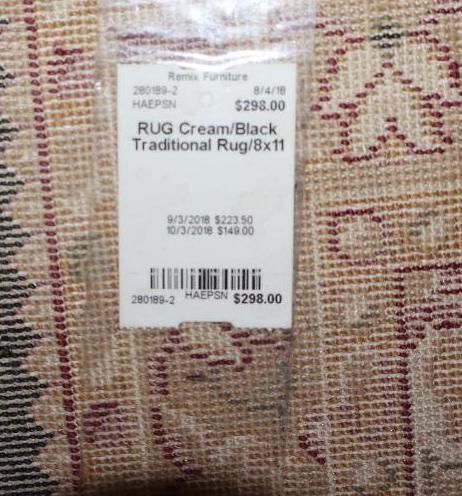 Remix Furniture
280189-2 8/4/18
HAEPSN $298.00
RUG Cream/Black
Traditional Rug/8x11
9/3/2018 $223.50
10/3/2018 $149.00
280189-2 HAEPSN $298.00